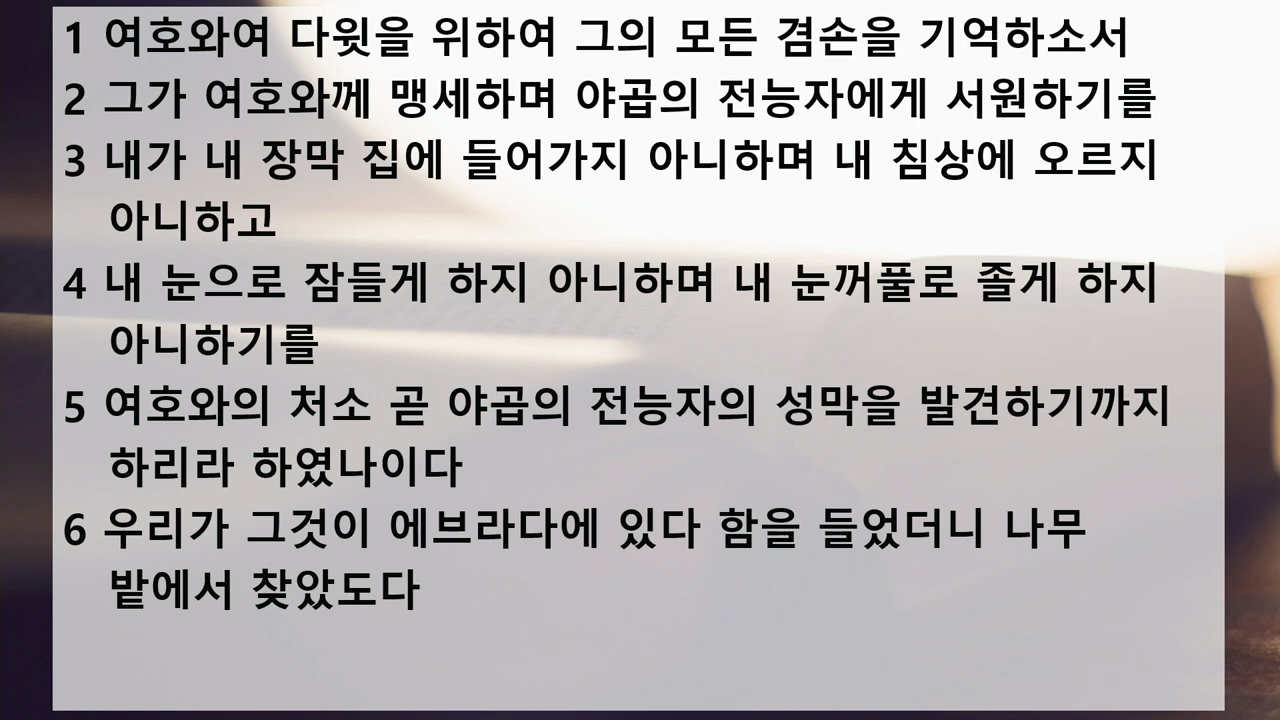 1 여호와여 다윗을 위하여 그의 모든 겸손을 기억하소서
2 그가 여호와께 맹세하며 야곱의 전능자에게 서원하기를
3 내가 내 장막 집에 들어가지 아니하며 내 침상에 오르지
아니하고
4 내 눈으로 잠들게 하지 아니하며 내 눈꺼풀로 졸게 하지
아니하기를
5 여호와의 처소 곧 야곱의 전능자의 성막을 발견하기까지
하리라 하였나이다
6 우리가 그것이 에브라다에 있다 함을 들었더니 나무
밭에서 찾았도다